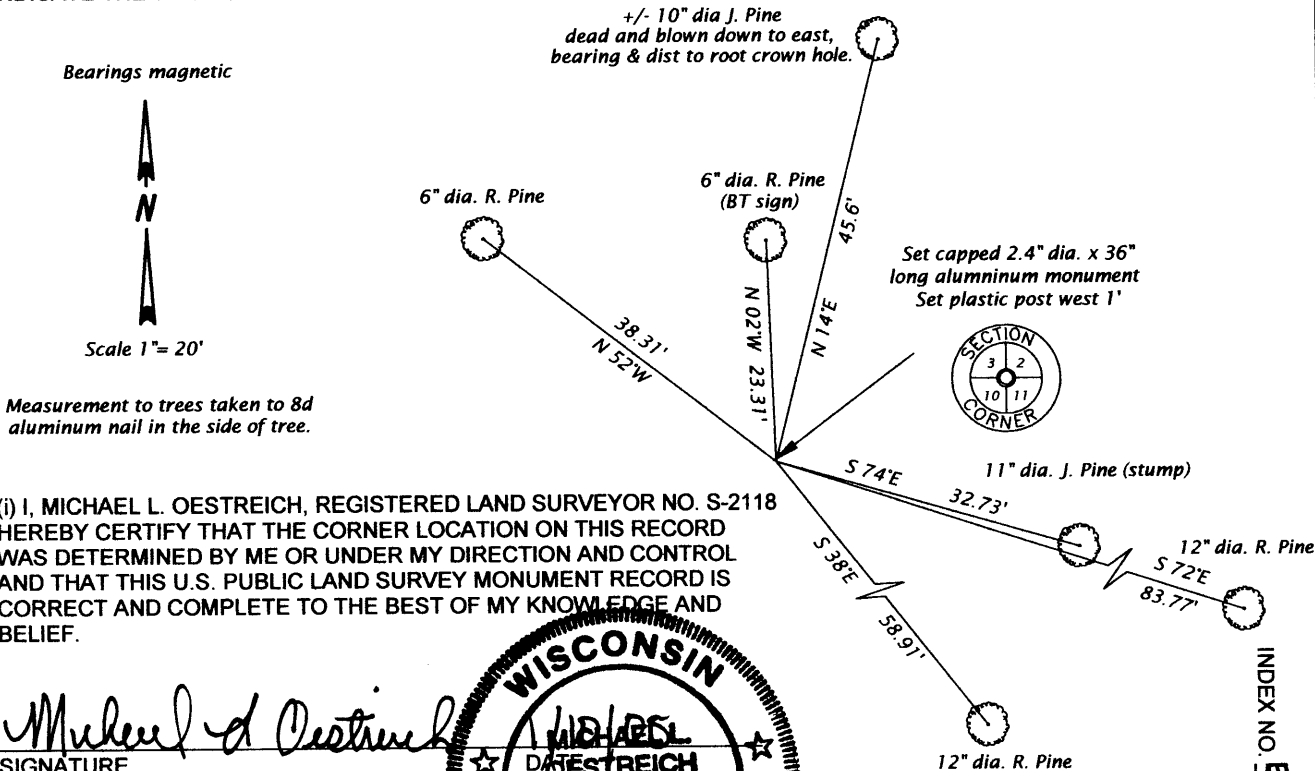 +/- 10" dia J. Pine
dead and blown down to east,
bearing & dist to root crown hole.
Bearings magnetic
N
Scale 1"= 20'
Measurement to trees taken to 8d
aluminum nail in the side of tree.
6" dia. R. Pine
6" dia. R. Pine
(BT sign)
45.6'
N 14°E
N 02°W 23.31'
38.31'
N 52°W
Set capped 2.4" dia. x 36"
long alumninum monument
Set plastic post west 1'
SECTION
3 2
10 11
CORNER
S 74°E
32.73'
11" dia. J. Pine (stump)
12" dia. R. Pine
S 72°E
83.77'
S 38°E
58.91'
12" dia. R. Pine
(i) I, MICHAEL L. OESTREICH, REGISTERED LAND SURVEYOR NO. S-2118
HEREBY CERTIFY THAT THE CORNER LOCATION ON THIS RECORD
WAS DETERMINED BY ME OR UNDER MY DIRECTION AND CONTROL
AND THAT THIS U.S. PUBLIC LAND SURVEY MONUMENT RECORD IS
CORRECT AND COMPLETE TO THE BEST OF MY KNOWLEDGE AND
BELIEF.
Michael L Oestreich
SIGNATURE
DATE
WISCONSIN
MICHAEL L.
OESTREICH
INDEX NO.